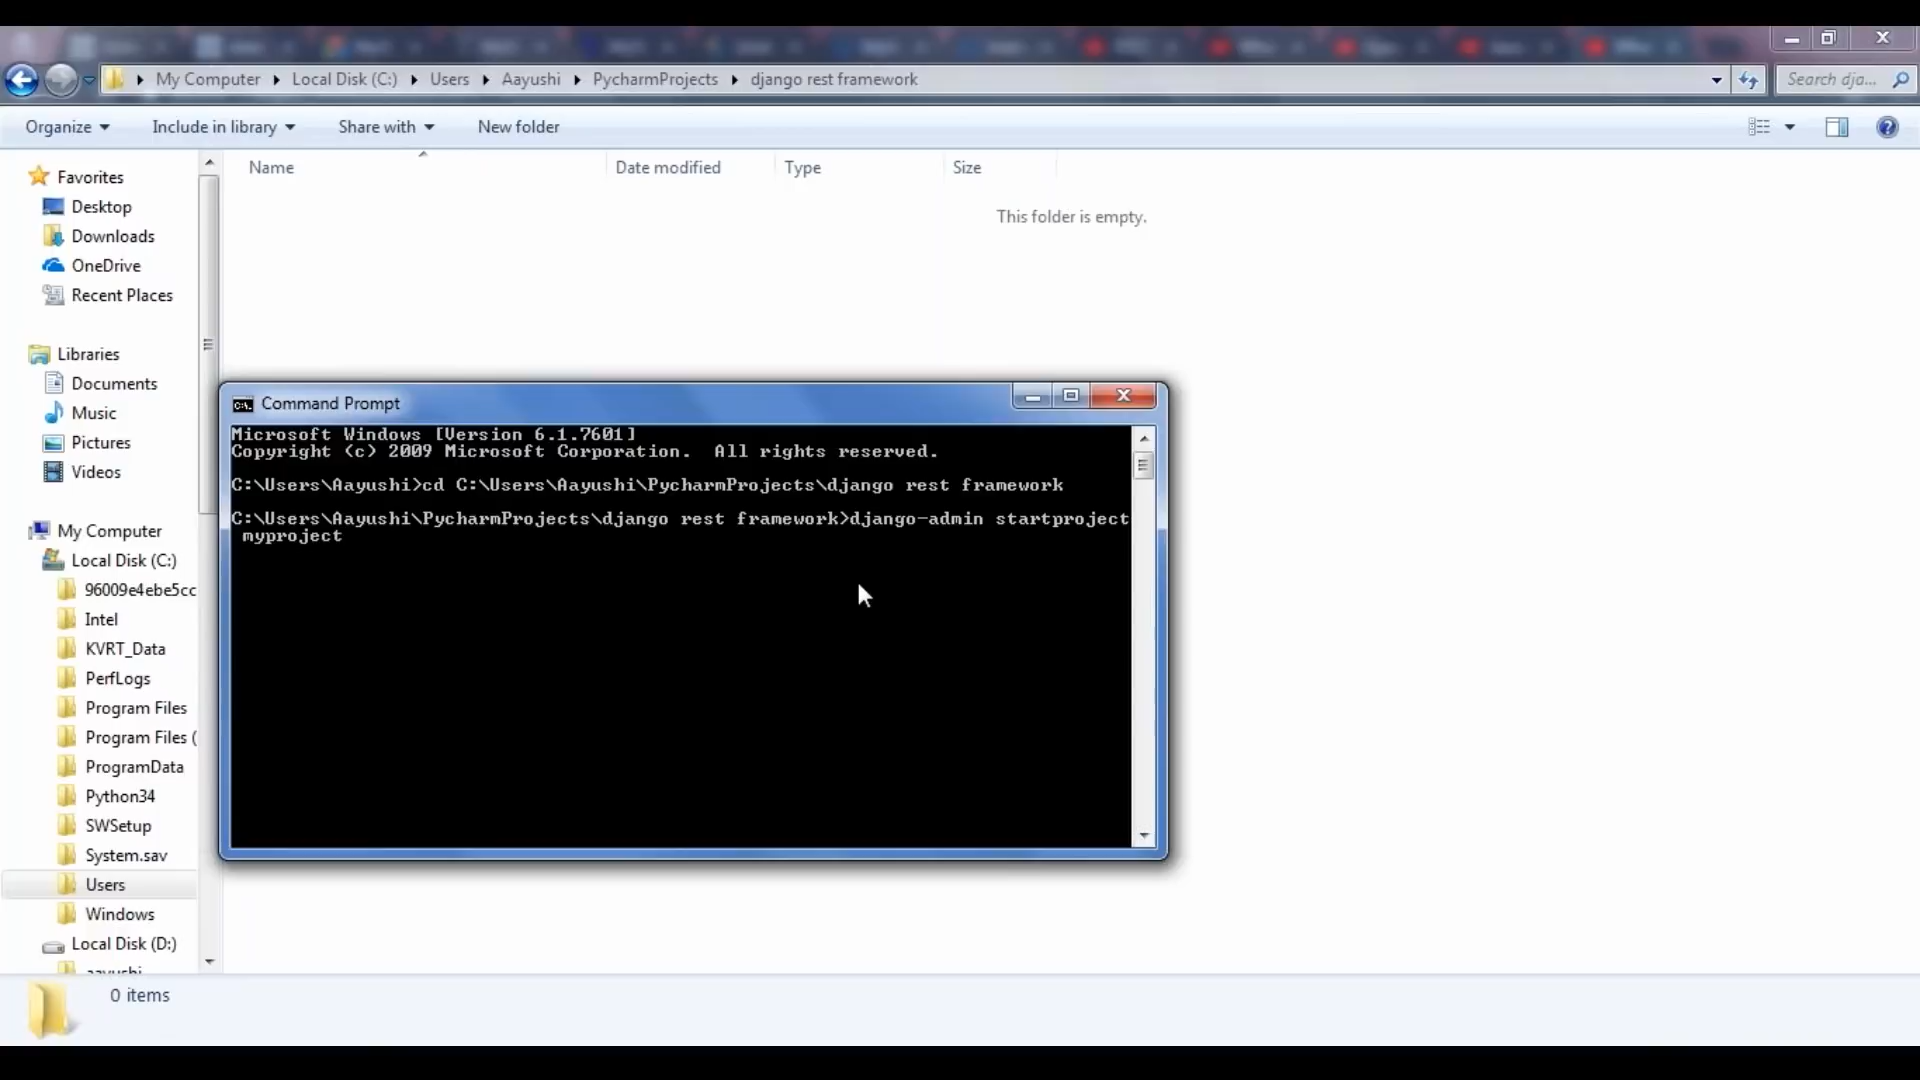 My Computer Local Disk (C:) Users Aayushi PycharmProjects django rest framework
Search dja...
Organize Include in library Share with New folder
Name Date modified Type Size
This folder is empty.
Favorites
Desktop
Downloads
OneDrive
Recent Places
Libraries
Documents
Music
Pictures
Videos
My Computer
Local Disk (C:)
96009e4ebe5cc
Intel
KVRT_Data
PerfLogs
Program Files
Program Files (
ProgramData
Python34
SWSetup
System.sav
Users
Windows
Local Disk (D:)
aayushi
0 items
Command Prompt
Microsoft Windows [Version 6.1.7601]
Copyright (c) 2009 Microsoft Corporation. All rights reserved.
C:\Users\Aayushi>cd C:\Users\Aayushi\PycharmProjects\django rest framework
C:\Users\Aayushi\PycharmProjects\django rest framework>django-admin startproject
myproject